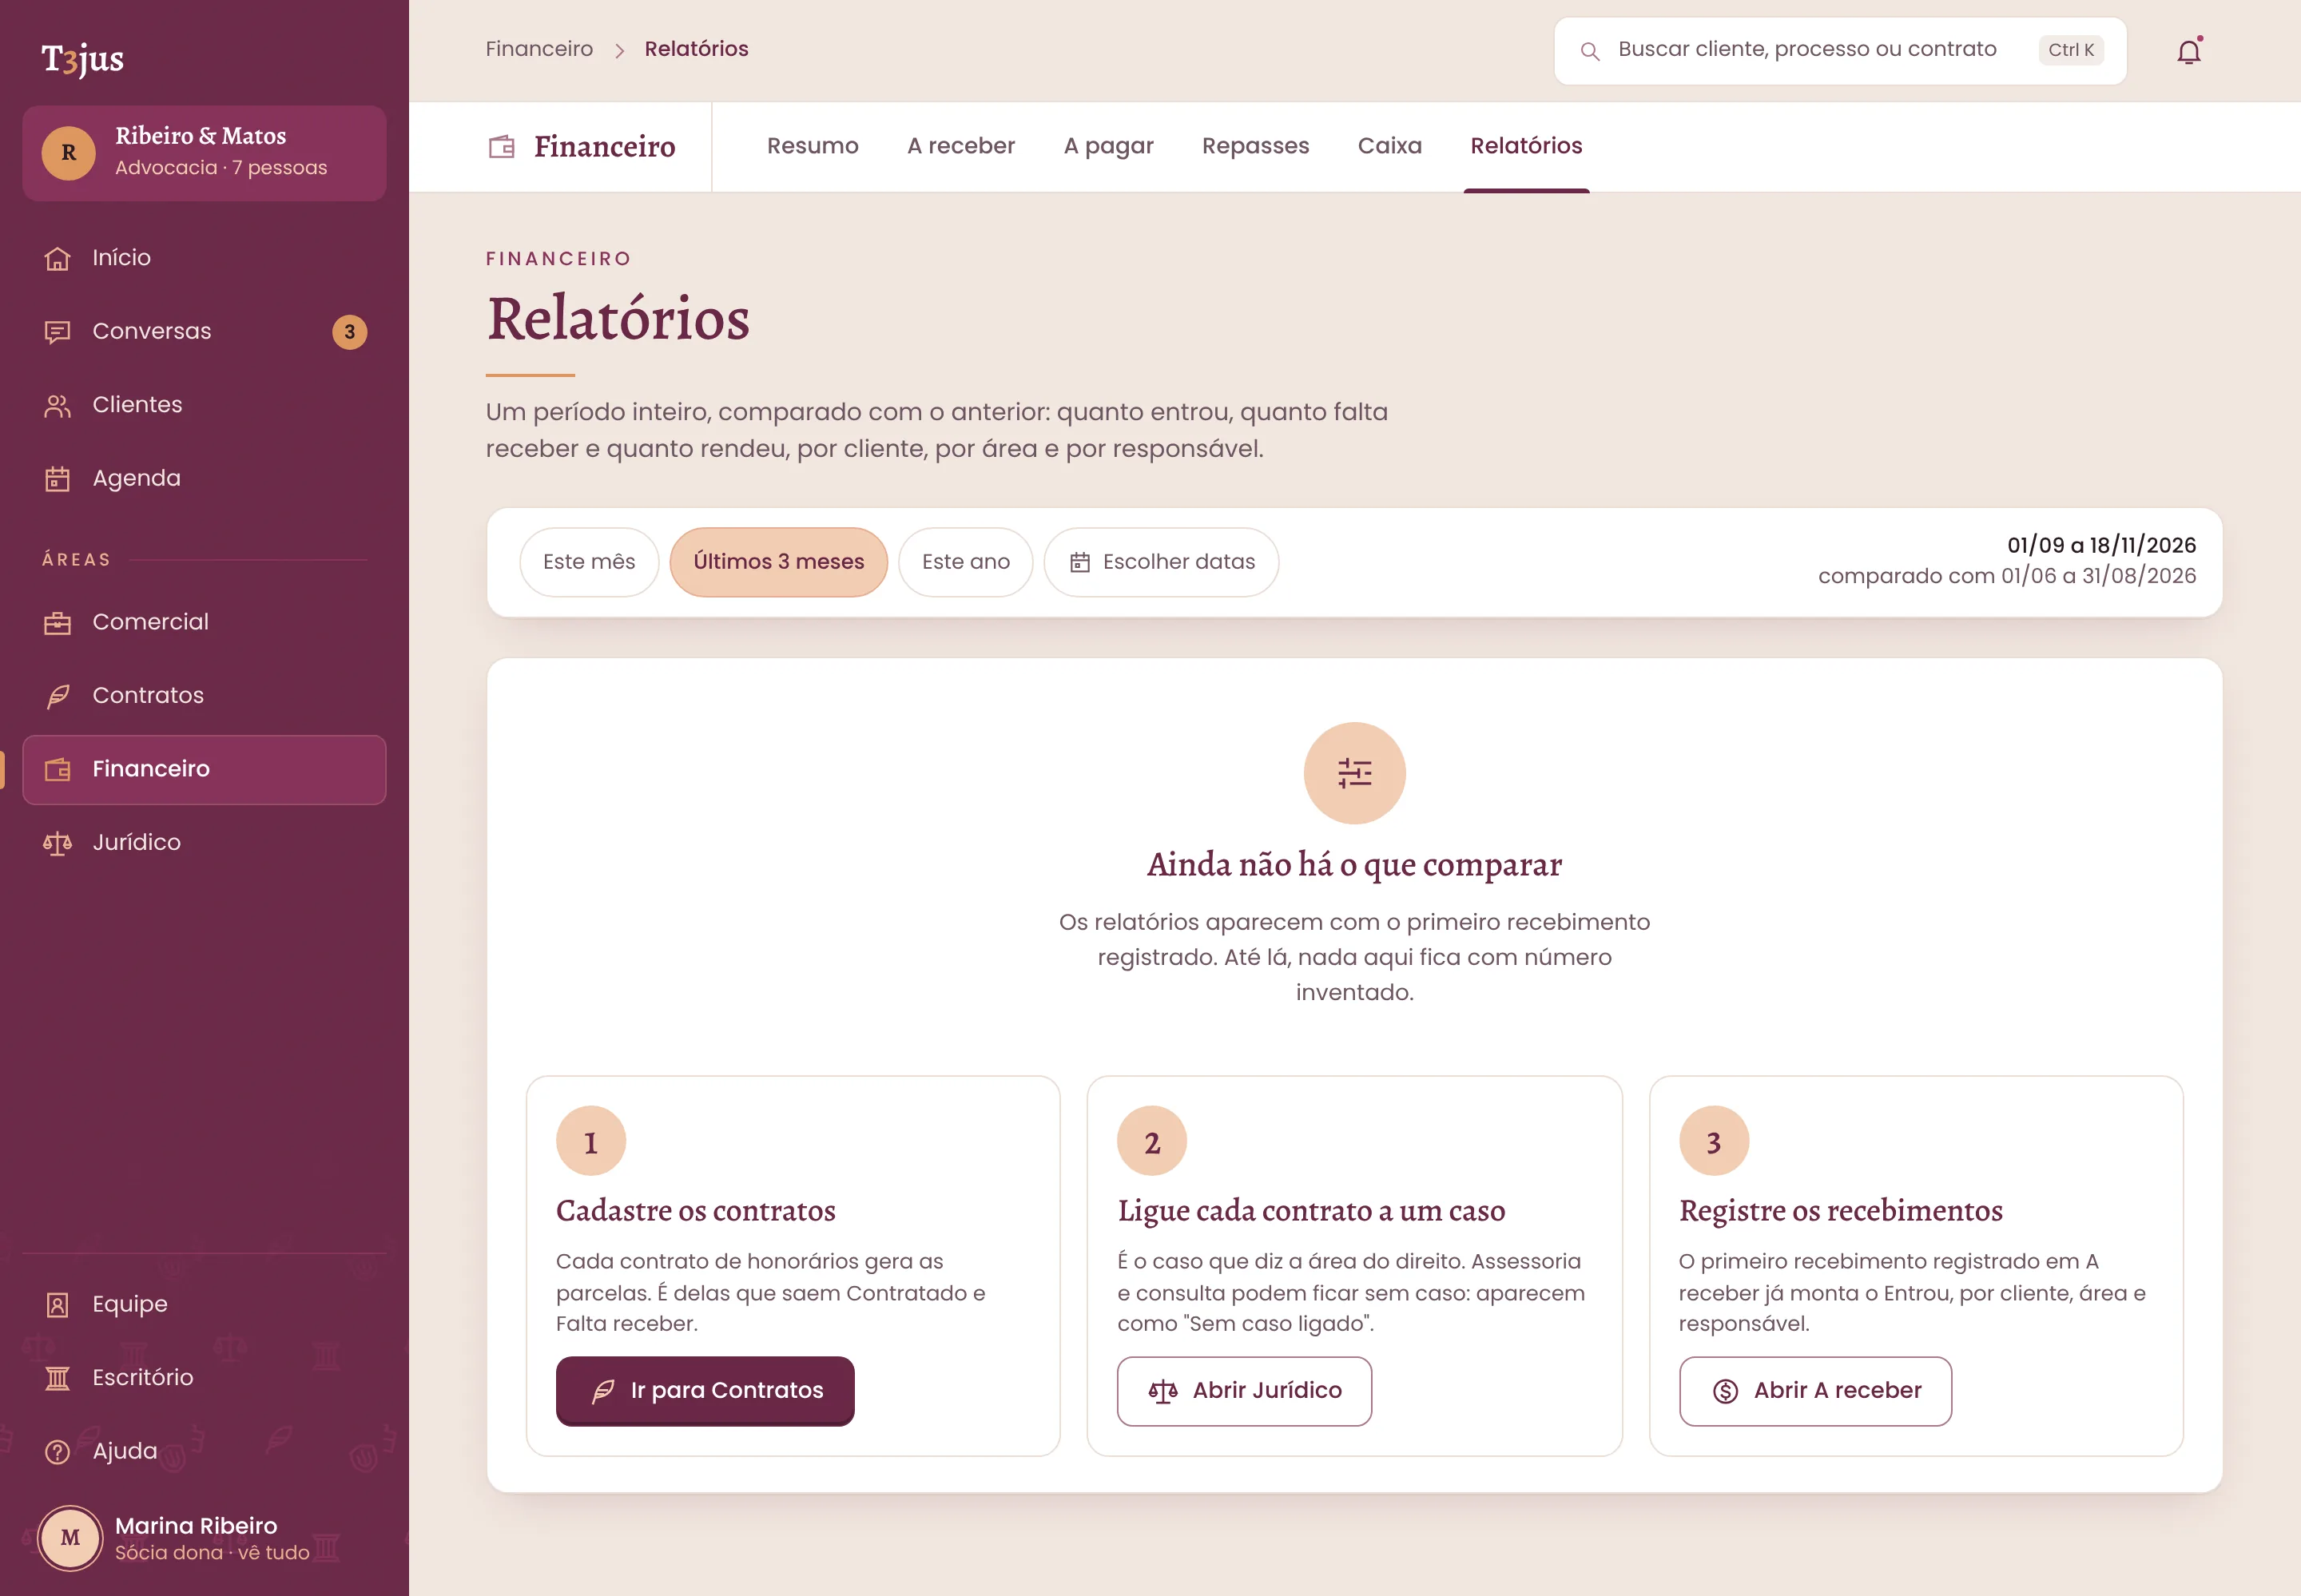 T3jus
R
Ribeiro & Matos
Advocacia · 7 pessoas
Início
Conversas
3
Clientes
Agenda
ÁREAS
Comercial
Contratos
Financeiro
Jurídico
Equipe
Escritório
Ajuda
M
Marina Ribeiro
Sócia dona · vê tudo
Financeiro
Relatórios
Buscar cliente, processo ou contrato
Ctrl K
Financeiro
Resumo
A receber
A pagar
Repasses
Caixa
Relatórios
FINANCEIRO
Relatórios
Um período inteiro, comparado com o anterior: quanto entrou, quanto falta
receber e quanto rendeu, por cliente, por área e por responsável.
Este mês
Últimos 3 meses
Este ano
Escolher datas
01/09 a 18/11/2026
comparado com 01/06 a 31/08/2026
Ainda não há o que comparar
Os relatórios aparecem com o primeiro recebimento
registrado. Até lá, nada aqui fica com número
inventado.
1
Cadastre os contratos
Cada contrato de honorários gera as
parcelas. É delas que saem Contratado e
Falta receber.
Ir para Contratos
2
Ligue cada contrato a um caso
É o caso que diz a área do direito. Assessoria
e consulta podem ficar sem caso: aparecem
como "Sem caso ligado".
Abrir Jurídico
3
Registre os recebimentos
O primeiro recebimento registrado em A
receber já monta o Entrou, por cliente, área e
responsável.
Abrir A receber